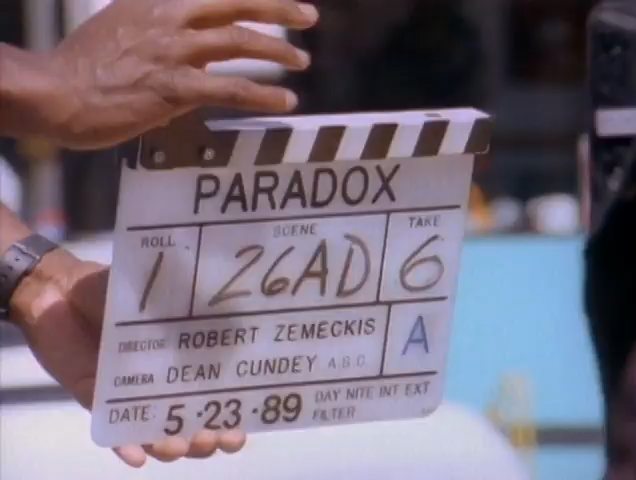 PARADOX
ROLL SCENE TAKE
1 26AD 6
DIRECTOR ROBERT ZEMECKIS A
CAMERA DEAN CUNDEY A.S.C.
DATE: 5·23·89 DAY NITE INT EXT
FILTER